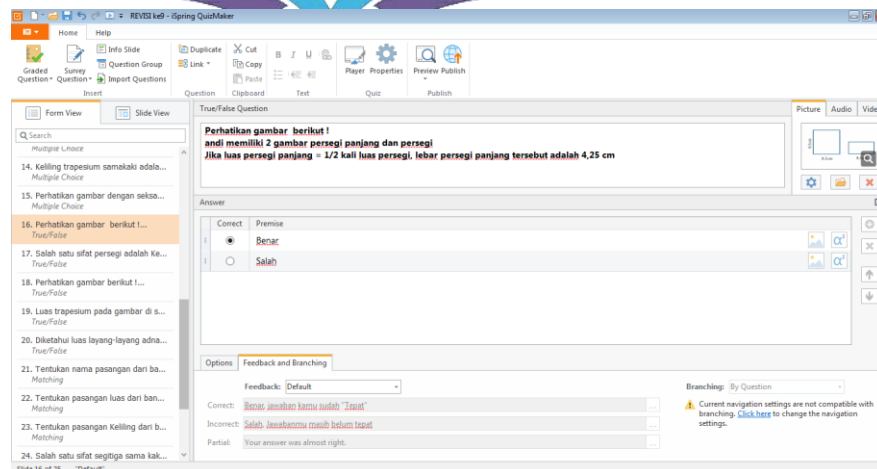 REVISI ke9 - iSpring QuizMaker
Home Help
Graded Question
Survey Question
Info Slide
Question Group
Import Questions
Insert
Duplicate
Link
Question
Cut
Copy
Paste
Clipboard
B I U
Text
Player Properties
Quiz
Preview Publish
Publish
Form View
Slide View
Search
Multiple Choice
14. Keliling trapesium samakaki adala...
Multiple Choice
15. Perhatikan gambar dengan seksa...
Multiple Choice
16. Perhatikan gambar berikut !...
True/False
17. Salah satu sifat persegi adalah Ke...
True/False
18. Perhatikan gambar berikut !...
True/False
19. Luas trapesium pada gambar di s...
True/False
20. Diketahui luas layang-layang adna...
True/False
21. Tentukan nama pasangan dari ba...
Matching
22. Tentukan pasangan luas dari ban...
Matching
23. Tentukan pasangan Keliling dari b...
Matching
24. Salah satu sifat segitiga sama kak...
True/False Question
Perhatikan gambar berikut !
andi memiliki 2 gambar persegi panjang dan persegi
Jika luas persegi panjang = 1/2 kali luas persegi, lebar persegi panjang tersebut adalah 4,25 cm
Picture Audio Vide
Answer
Correct Premise
Benar
Salah
Options
Feedback and Branching
Feedback: Default
Correct: Benar, jawaban kamu sudah "Tepat"
Incorrect: Salah, Jawabanmu masih belum tepat
Partial: Your answer was almost right.
Branching: By Question
Current navigation settings are not compatible with
branching. Click here to change the navigation
settings.